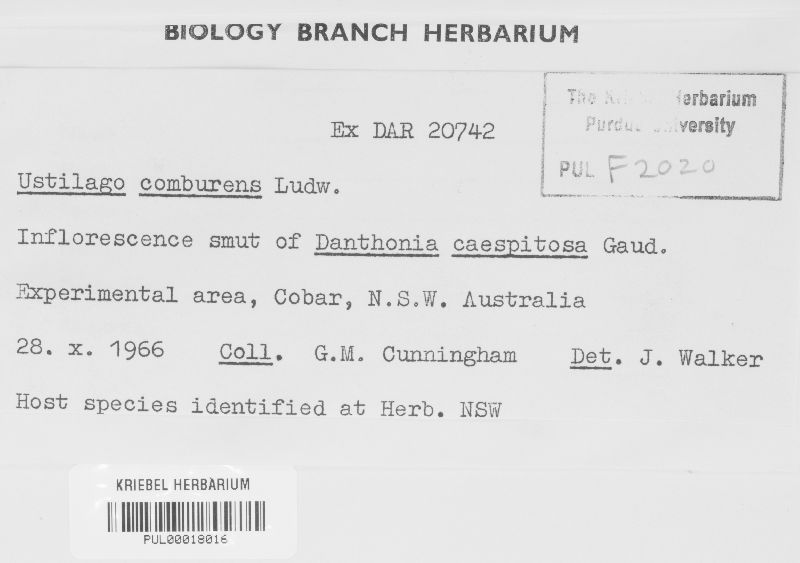 BIOLOGY BRANCH HERBARIUM
The Herbarium
Purdue University
PUL F2020
Ex DAR 20742
Ustilago comburens Ludw.
Inflorescence smut of Danthonia caespitosa Gaud.
Experimental area, Cobar, N.S.W. Australia
28. x. 1966 Coll. G.M. Cunningham Det. J. Walker
Host species identified at Herb. NSW
KRIEBEL HERBARIUM
PUL00018016